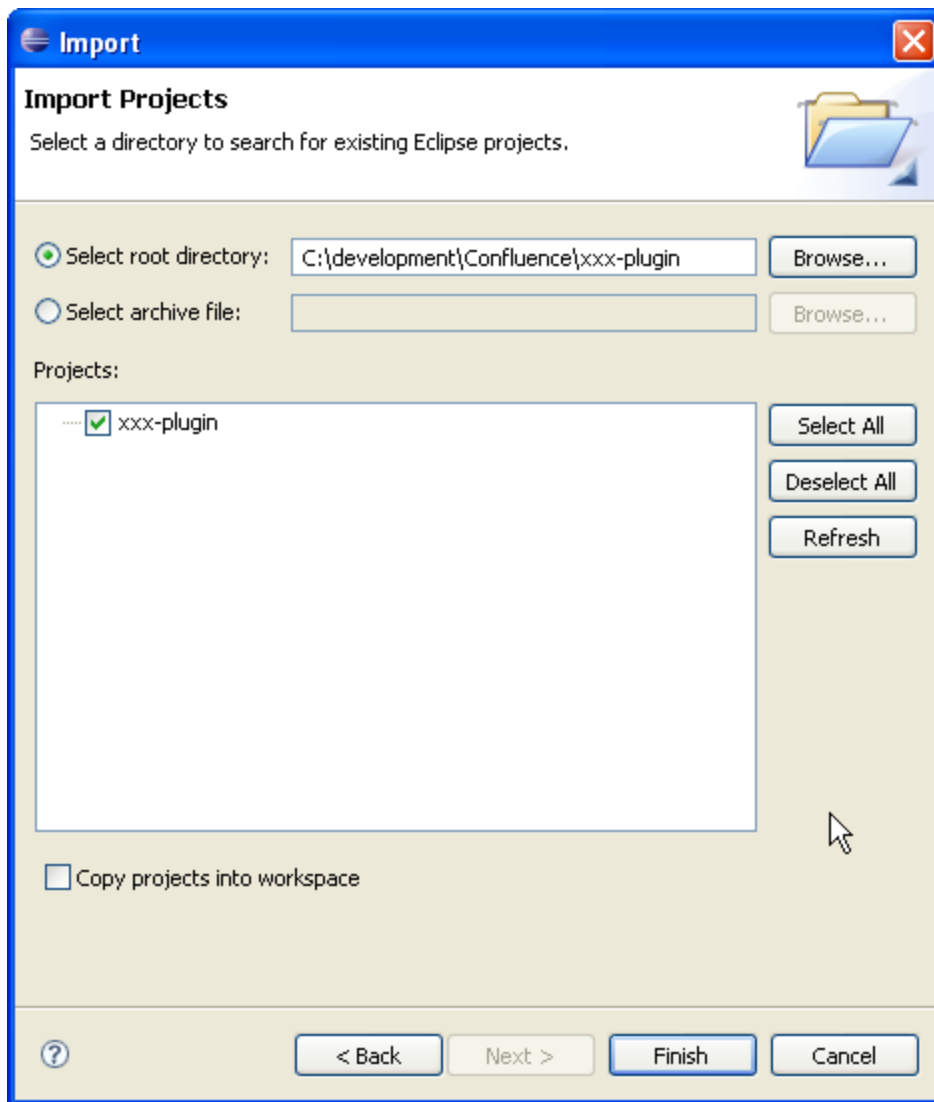 Import
Import Projects
Select a directory to search for existing Eclipse projects.
Select root directory: C:\development\Confluence\xxx-plugin Browse...
Select archive file: Browse...
Projects:
xxx-plugin
Select All
Deselect All
Refresh
Copy projects into workspace
? < Back Next > Finish Cancel